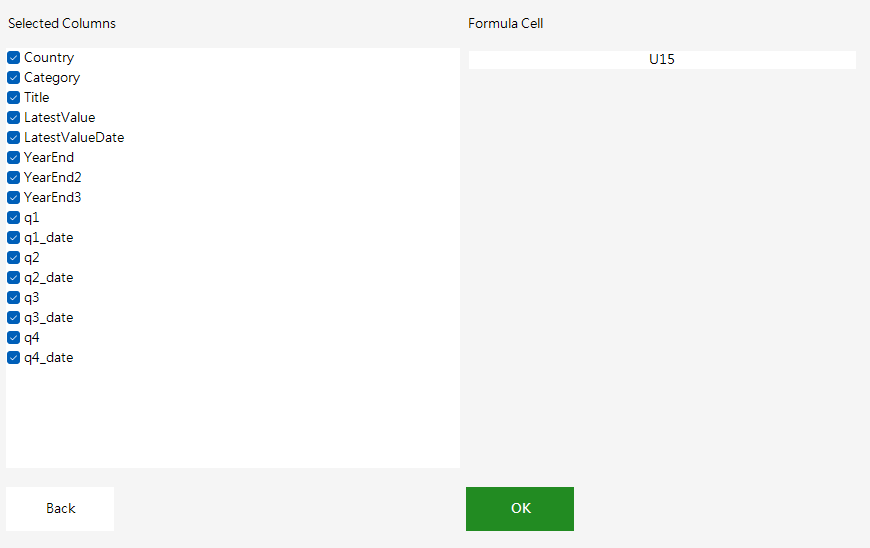 Selected Columns
Formula Cell
Country
U15
Category
Title
LatestValue
LatestValueDate
YearEnd
YearEnd2
YearEnd3
q1
q1_date
q2
q2_date
q3
q3_date
q4
q4_date
Back
OK